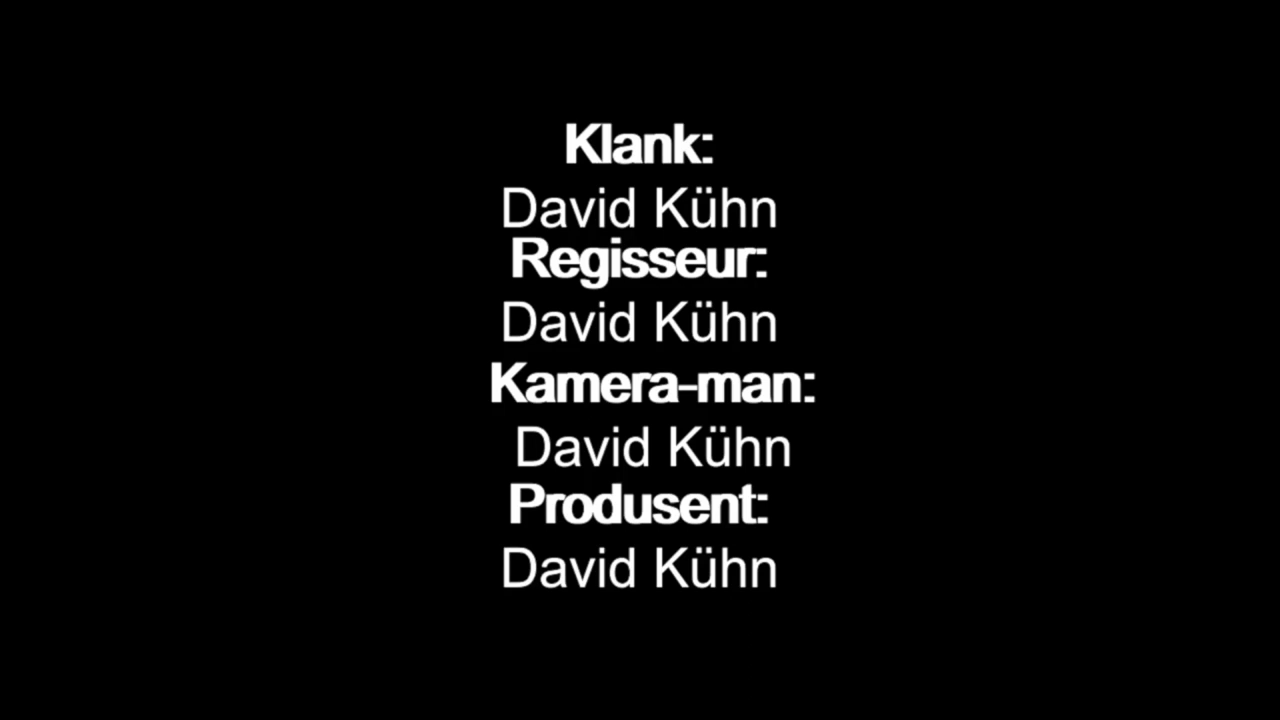 Klank:
David Kühn
Regisseur:
David Kühn
Kamera-man:
David Kühn
Produsent:
David Kühn